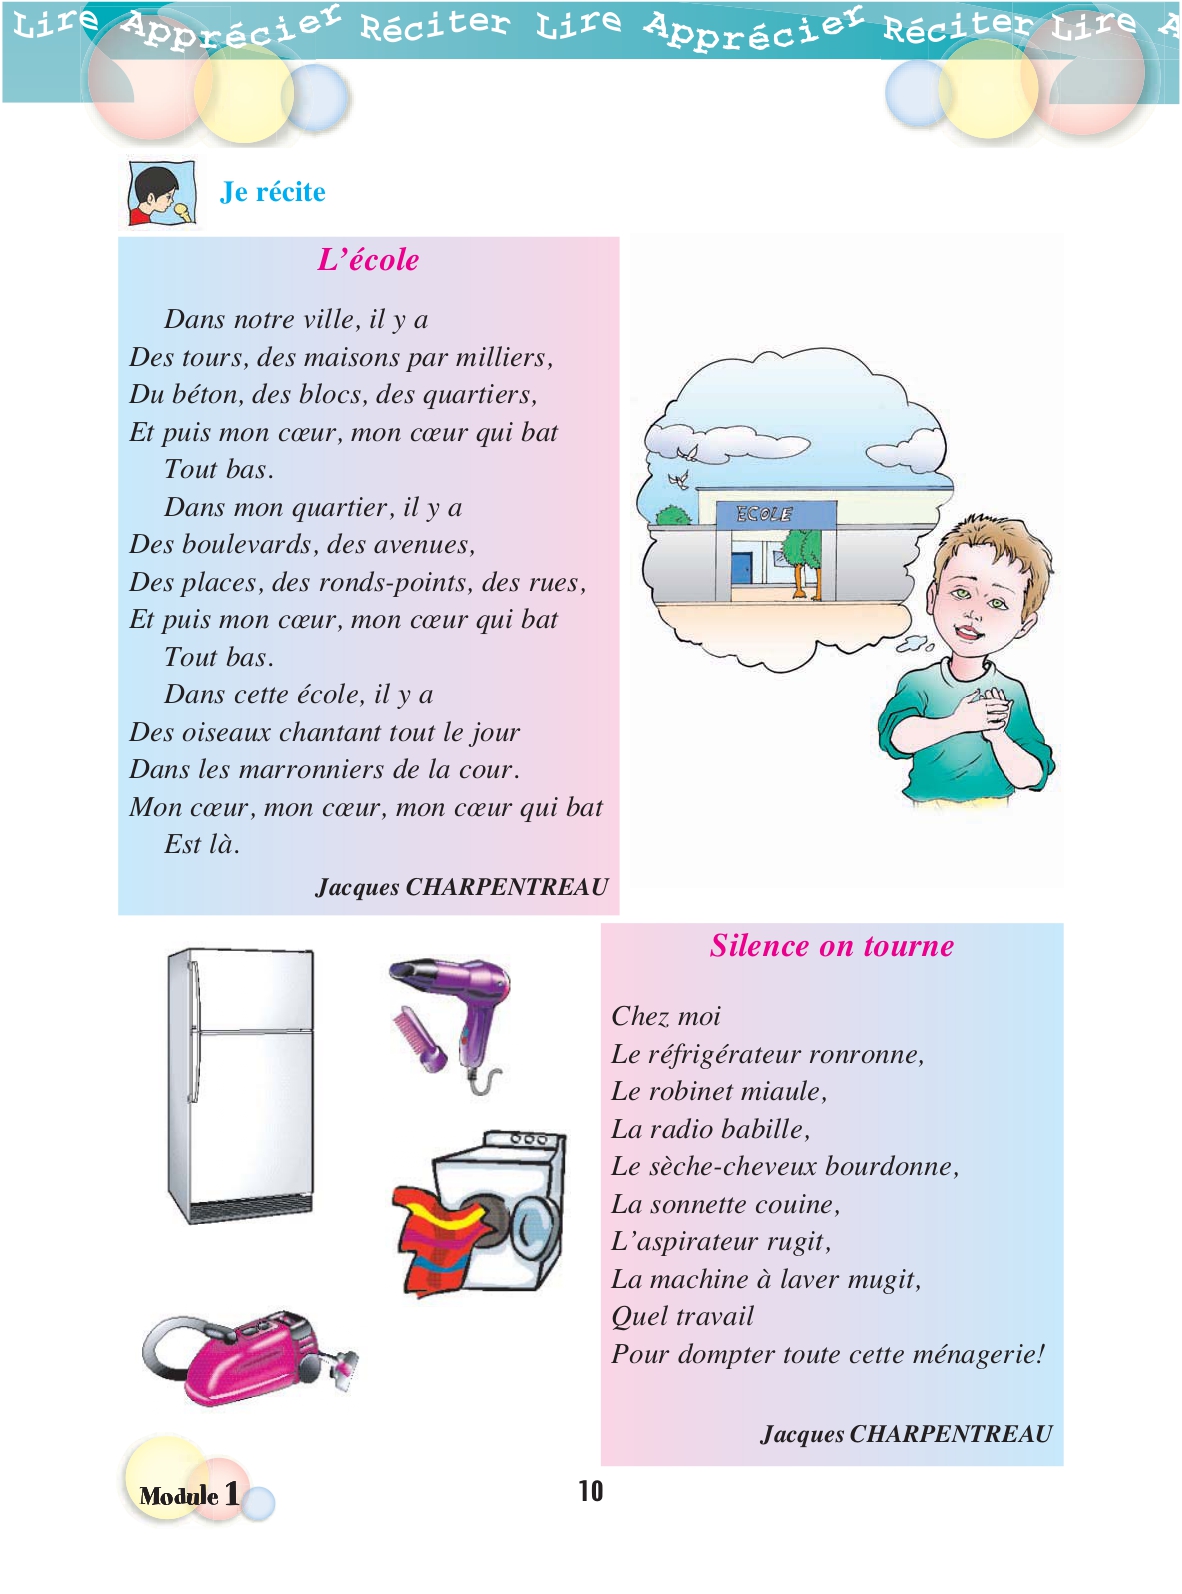 Lire Apprécier Réciter Lire Apprécier Réciter Lire A
Je récite
L'école
Dans notre ville, il y a
Des tours, des maisons par milliers,
Du béton, des blocs, des quartiers,
Et puis mon cœur, mon cœur qui bat
Tout bas.
Dans mon quartier, il y a
Des boulevards, des avenues,
Des places, des ronds-points, des rues,
Et puis mon cœur, mon cœur qui bat
Tout bas.
Dans cette école, il y a
Des oiseaux chantant tout le jour
Dans les marronniers de la cour.
Mon cœur, mon cœur, mon cœur qui bat
Est là.
Jacques CHARPENTREAU
ECOLE
Silence on tourne
Chez moi
Le réfrigérateur ronronne,
Le robinet miaule,
La radio babille,
Le sèche-cheveux bourdonne,
La sonnette couine,
L'aspirateur rugit,
La machine à laver mugit,
Quel travail
Pour dompter toute cette ménagerie!
Jacques CHARPENTREAU
Module 1
10